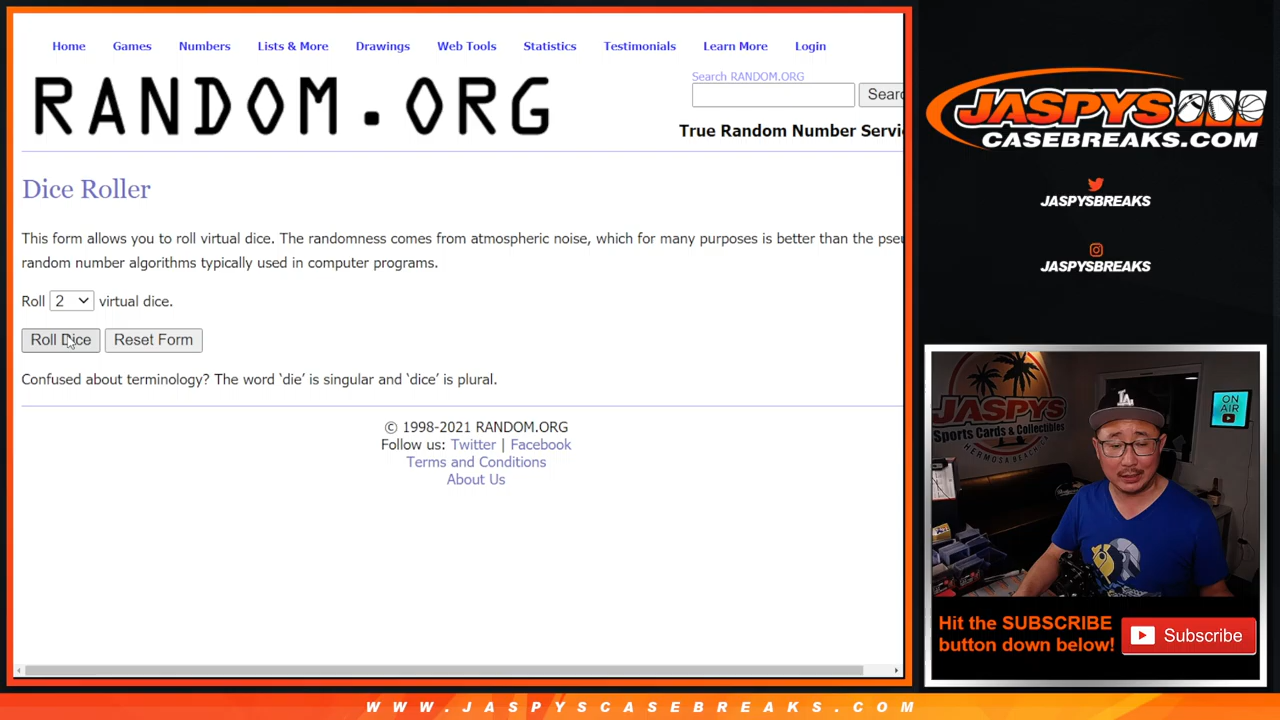 Home Games Numbers Lists & More Drawings Web Tools Statistics Testimonials Learn More Login
RANDOM.ORG
Search RANDOM.ORG
Searc
True Random Number Servi
Dice Roller
This form allows you to roll virtual dice. The randomness comes from atmospheric noise, which for many purposes is better than the pseu
random number algorithms typically used in computer programs.
Roll 2 virtual dice.
Roll Dice Reset Form
Confused about terminology? The word ‘die’ is singular and ‘dice’ is plural.
© 1998-2021 RANDOM.ORG
Follow us: Twitter | Facebook
Terms and Conditions
About Us
JASPYS
CASEBREAKS.COM
JASPYSBREAKS
JASPYSBREAKS
JASPYS
Sports Cards & Collectibles
HERMOSA BEACH, CA
LA
ON
AIR
Hit the SUBSCRIBE
button down below!
Subscribe
WWW.JASPYSCASEBREAKS.COM